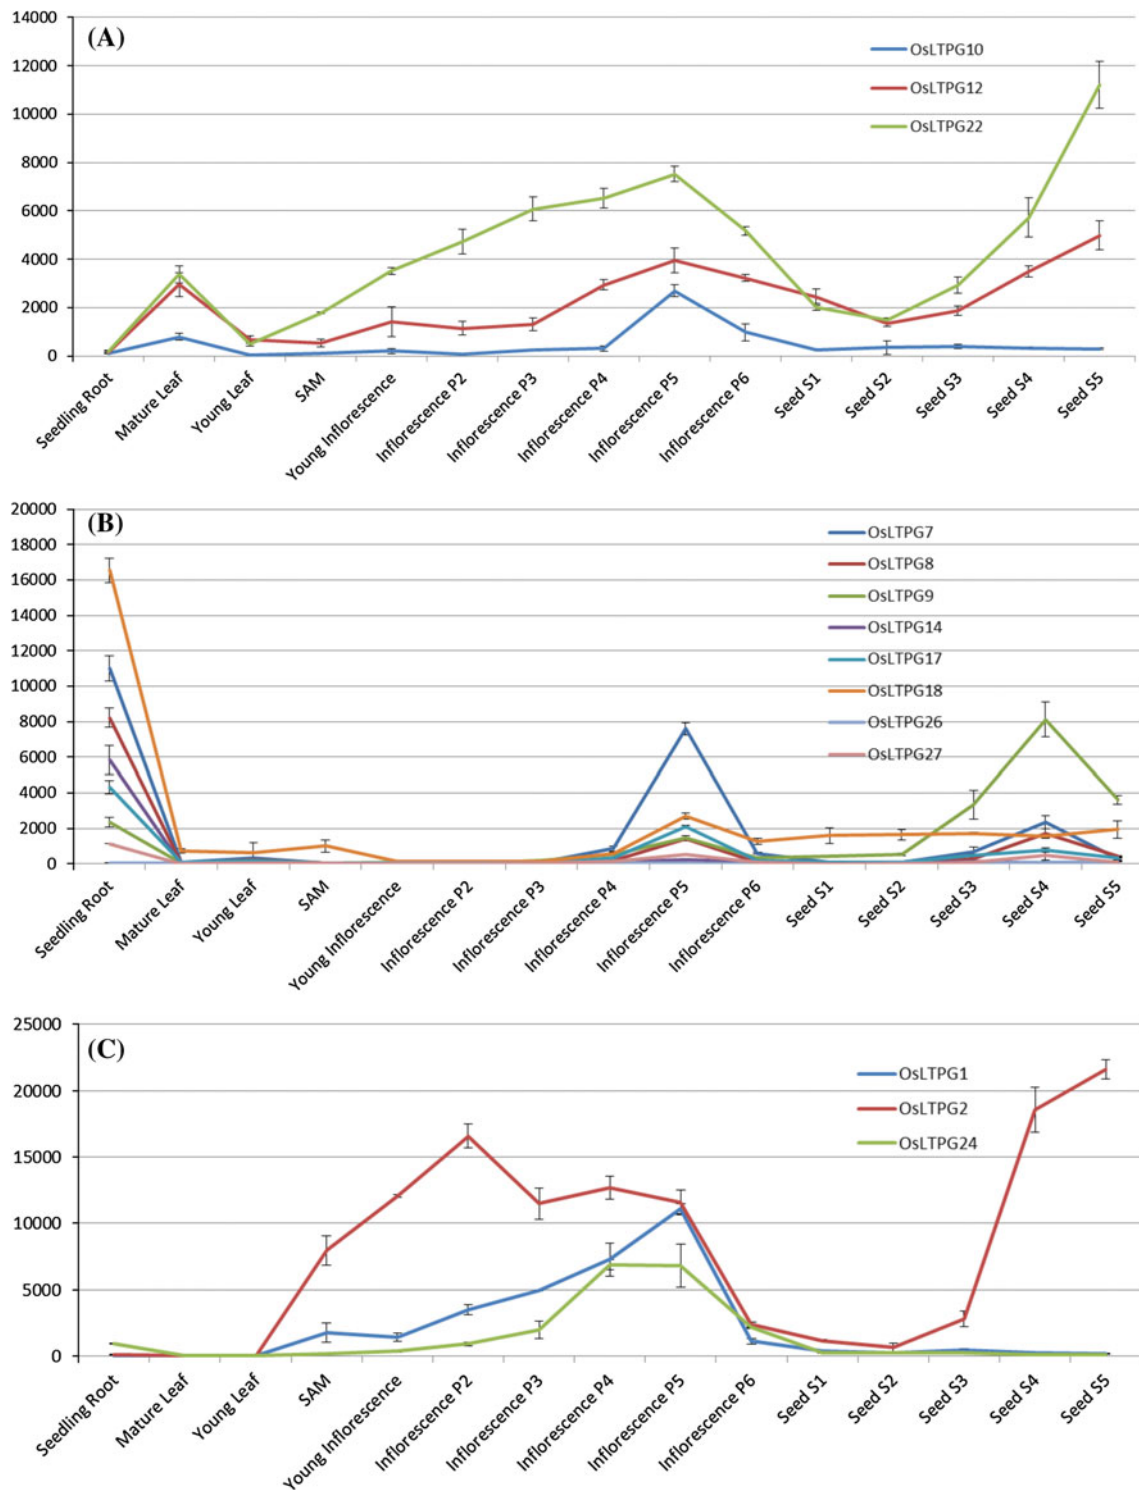 (A)
14000
12000
10000
8000
6000
4000
2000
0
OsLTPG10
OsLTPG12
OsLTPG22
Seedling Root
Mature Leaf
Young Leaf
SAM
Young Inflorescence
Inflorescence P2
Inflorescence P3
Inflorescence P4
Inflorescence P5
Inflorescence P6
Seed S1
Seed S2
Seed S3
Seed S4
Seed S5
(B)
20000
18000
16000
14000
12000
10000
8000
6000
4000
2000
0
OsLTPG7
OsLTPG8
OsLTPG9
OsLTPG14
OsLTPG17
OsLTPG18
OsLTPG26
OsLTPG27
Seedling Root
Mature Leaf
Young Leaf
SAM
Young Inflorescence
Inflorescence P2
Inflorescence P3
Inflorescence P4
Inflorescence P5
Inflorescence P6
Seed S1
Seed S2
Seed S3
Seed S4
Seed S5
(C)
25000
20000
15000
10000
5000
0
OsLTPG1
OsLTPG2
OsLTPG24
Seedling Root
Mature Leaf
Young Leaf
SAM
Young Inflorescence
Inflorescence P2
Inflorescence P3
Inflorescence P4
Inflorescence P5
Inflorescence P6
Seed S1
Seed S2
Seed S3
Seed S4
Seed S5